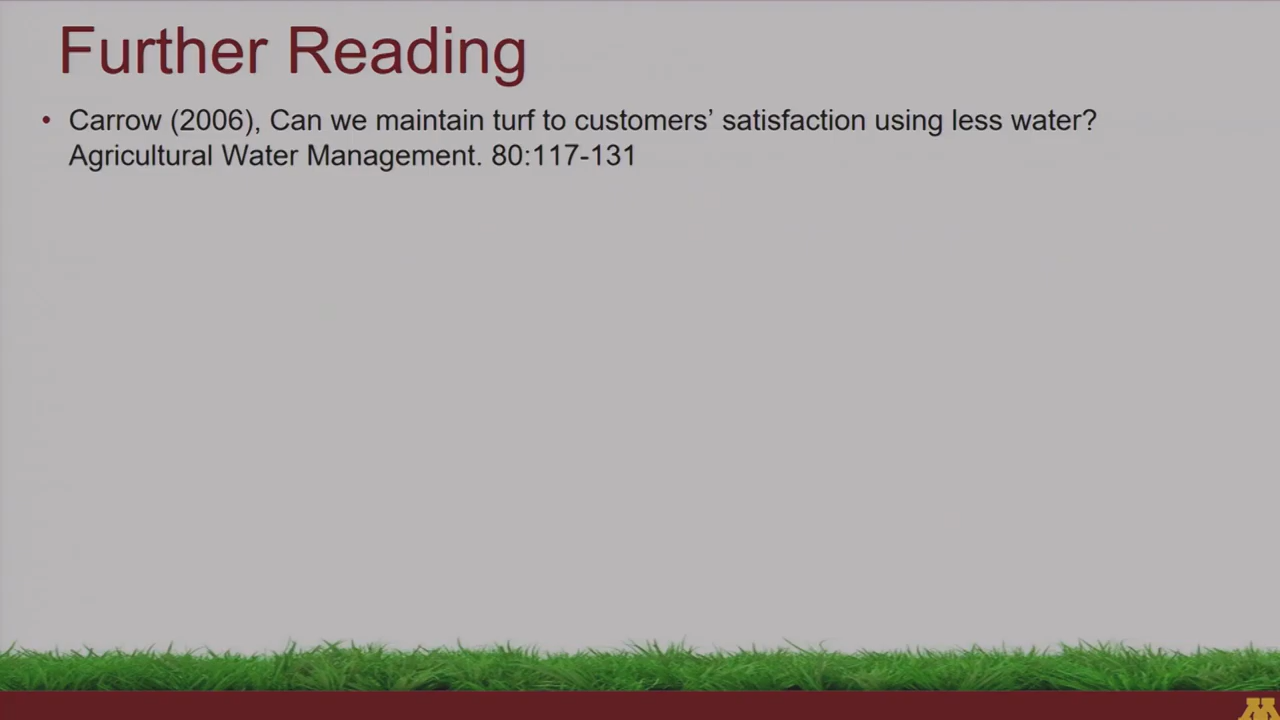 Further Reading
• Carrow (2006), Can we maintain turf to customers’ satisfaction using less water?
Agricultural Water Management. 80:117-131
M